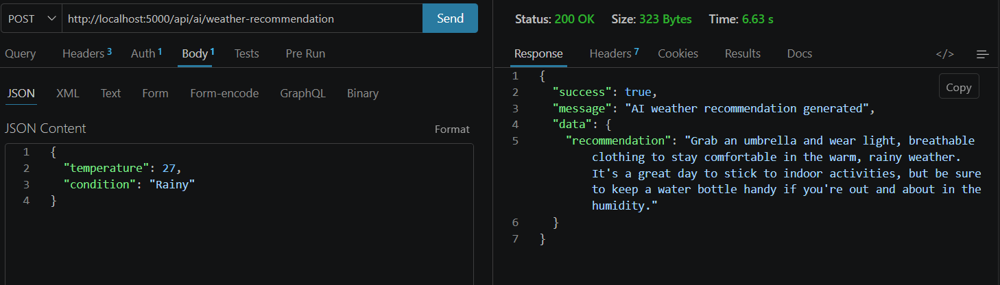 POST http://localhost:5000/api/ai/weather-recommendation Send
Query Headers 3 Auth 1 Body 1 Tests Pre Run
JSON XML Text Form Form-encode GraphQL Binary
JSON Content Format
1 {
2 "temperature": 27,
3 "condition": "Rainy"
4 }
Status: 200 OK Size: 323 Bytes Time: 6.63 s
Response Headers 7 Cookies Results Docs </>
Copy
1 {
2 "success": true,
3 "message": "AI weather recommendation generated",
4 "data": {
5 "recommendation": "Grab an umbrella and wear light, breathable
clothing to stay comfortable in the warm, rainy weather.
It's a great day to stick to indoor activities, but be sure
to keep a water bottle handy if you're out and about in the
humidity."
6 }
7 }